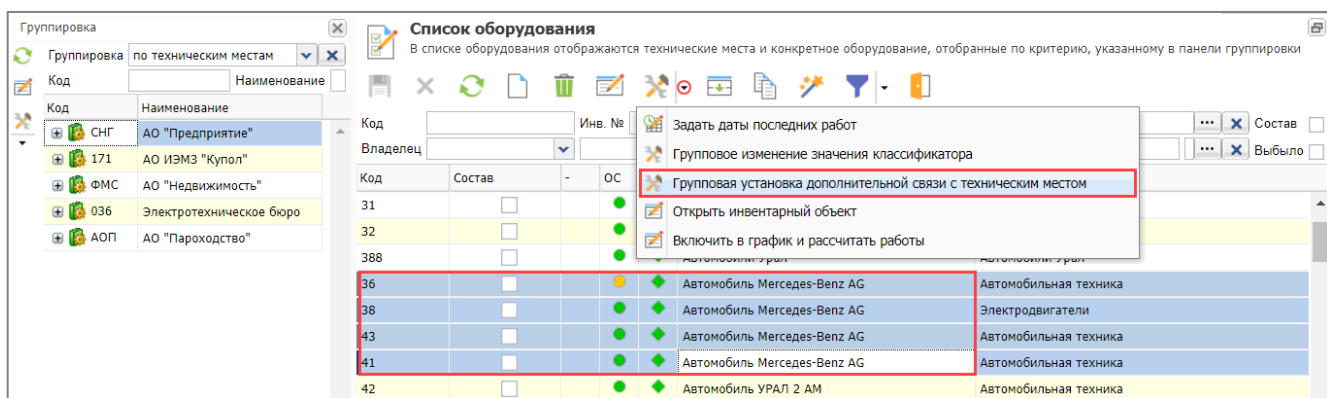 Группировка
Группировка по техническим местам
Код Наименование
Код Наименование
СНГ АО "Предприятие"
171 АО ИЭМЗ "Купол"
ФМС АО "Недвижимость"
036 Электротехническое бюро
АОП АО "Пароходство"
Список оборудования
В списке оборудования отображаются технические места и конкретное оборудование, отобранные по критерию, указанному в панели группировки
Код Инв. № ... Состав
Владелец ... Выбыло
Код Состав - ОС
Задать даты последних работ
Групповое изменение значения классификатора
Групповая установка дополнительной связи с техническим местом
Открыть инвентарный объект
Включить в график и рассчитать работы
31
32
388 Автомобили Урал Автомобили Урал
36 Автомобиль Mercedes-Benz AG Автомобильная техника
38 Автомобиль Mercedes-Benz AG Электродвигатели
43 Автомобиль Mercedes-Benz AG Автомобильная техника
41 Автомобиль Mercedes-Benz AG Автомобильная техника
42 Автомобиль УРАЛ 2 АМ Автомобильная техника